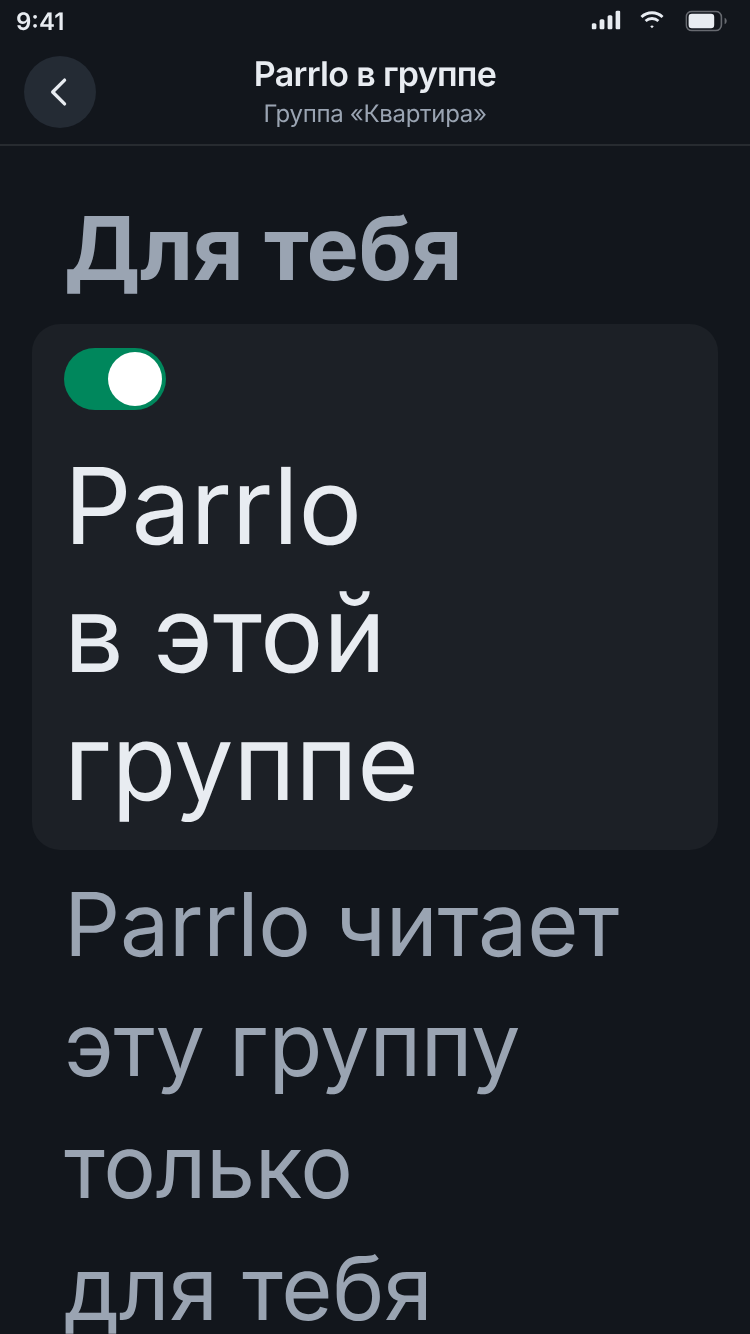 9:41
Parrlo в группе
Группа «Квартира»
Для тебя
Parrlo
в этой
группе
Parrlo читает
эту группу
только
для тебя